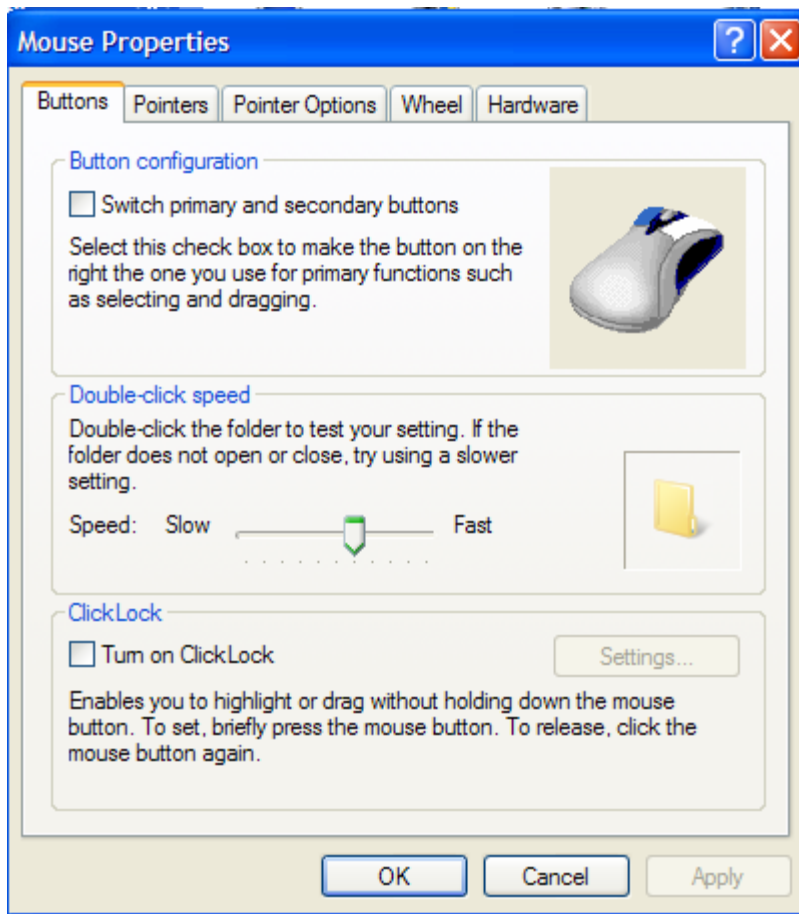 Mouse Properties
?
Buttons Pointers Pointer Options Wheel Hardware
Button configuration
Switch primary and secondary buttons
Select this check box to make the button on the
right the one you use for primary functions such
as selecting and dragging.
Double-click speed
Double-click the folder to test your setting. If the
folder does not open or close, try using a slower
setting.
Speed: Slow Fast
ClickLock
Turn on ClickLock Settings...
Enables you to highlight or drag without holding down the mouse
button. To set, briefly press the mouse button. To release, click the
mouse button again.
OK Cancel Apply